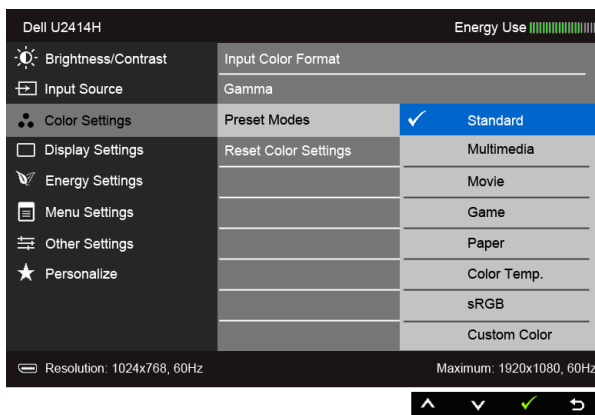 Dell U2414H Energy Use
Brightness/Contrast Input Color Format
Input Source Gamma
Color Settings Preset Modes Standard
Display Settings Reset Color Settings Multimedia
Energy Settings Movie
Menu Settings Game
Other Settings Paper
Personalize Color Temp.
sRGB
Custom Color
Resolution: 1024x768, 60Hz Maximum: 1920x1080, 60Hz